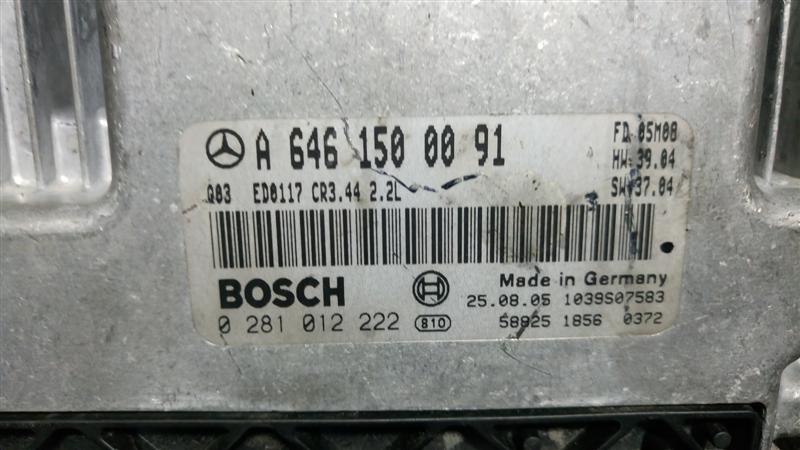 A 646 150 00 91
FD 05M08
HW 39.04
SW 37.04
Q03 ED0117 CR3.44 2.2L
BOSCH
Made in Germany
25.08.05 1039S07583
0 281 012 222 810
58825 1856 0372